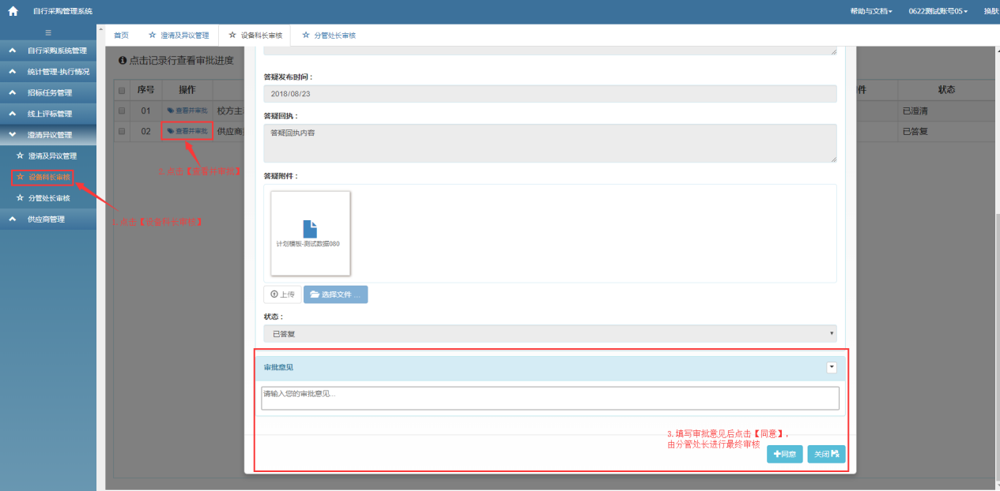 自行采购管理系统
帮助与文档
0622测试账号05
换肤
首页
澄清及异议管理
设备科长审核
分管处长审核
自行采购系统管理
统计管理-执行情况
招标任务管理
线上评标管理
澄清异议管理
澄清及异议管理
设备科长审核
分管处长审核
供应商管理
点击记录行查看审批进度
序号 操作 件 状态
01 查看并审批 校方主 已澄清
02 查看并审批 供应商 已答复
2.点击【查看并审批】
1.点击【设备科长审核】
答疑发布时间：
2018/08/23
答疑回执：
答疑回执内容
答疑附件：
计划模板-测试数据080
上传
选择文件 ...
状态：
已答复
审批意见
请输入您的审批意见...
3.填写审批意见后点击【同意】,
由分管处长进行最终审核
同意
关闭